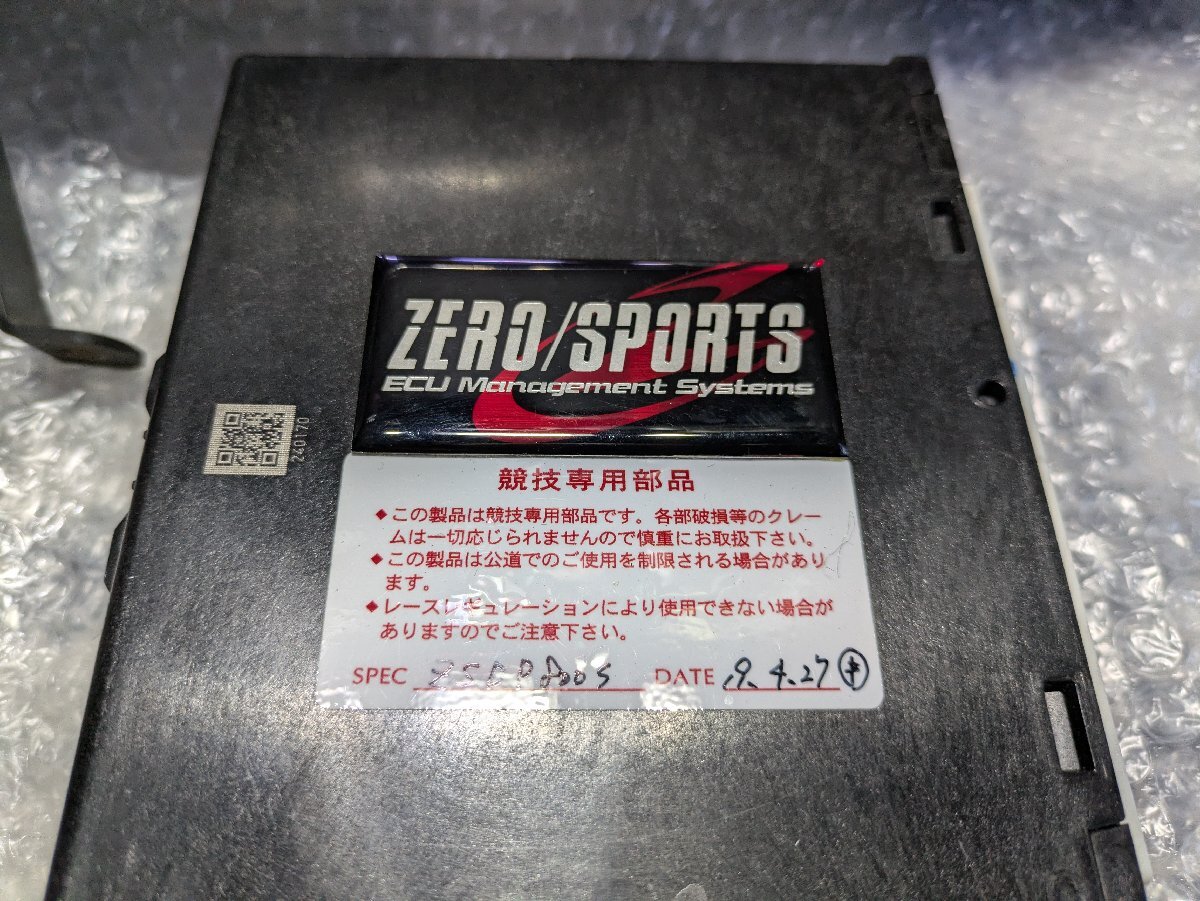 ZERO/SPORTS
ECU Management Systems
240170
競技専用部品
◆この製品は競技専用部品です。各部破損等のクレー
ムは一切応じられませんので慎重にお取扱下さい。
◆この製品は公道でのご使用を制限される場合があり
ます。
◆レースレギュレーションにより使用できない場合が
ありますのでご注意下さい。
SPEC DATE 9.4.27